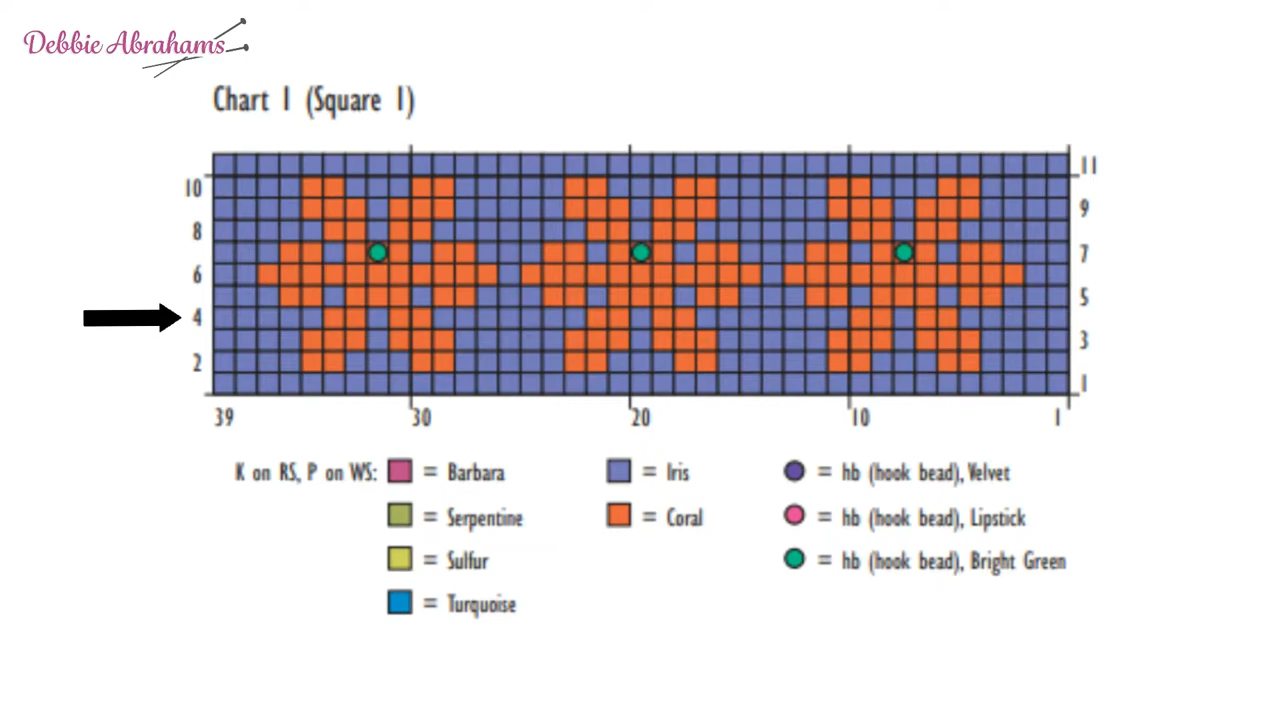 Debbie Abrahams
Chart 1 (Square 1)
11
10
9
8
7
6
5
4
3
2
1
39 30 20 10 1
K on RS, P on WS: = Barbara = Iris = hb (hook bead), Velvet
= Serpentine = Coral = hb (hook bead), Lipstick
= Sulfur = hb (hook bead), Bright Green
= Turquoise